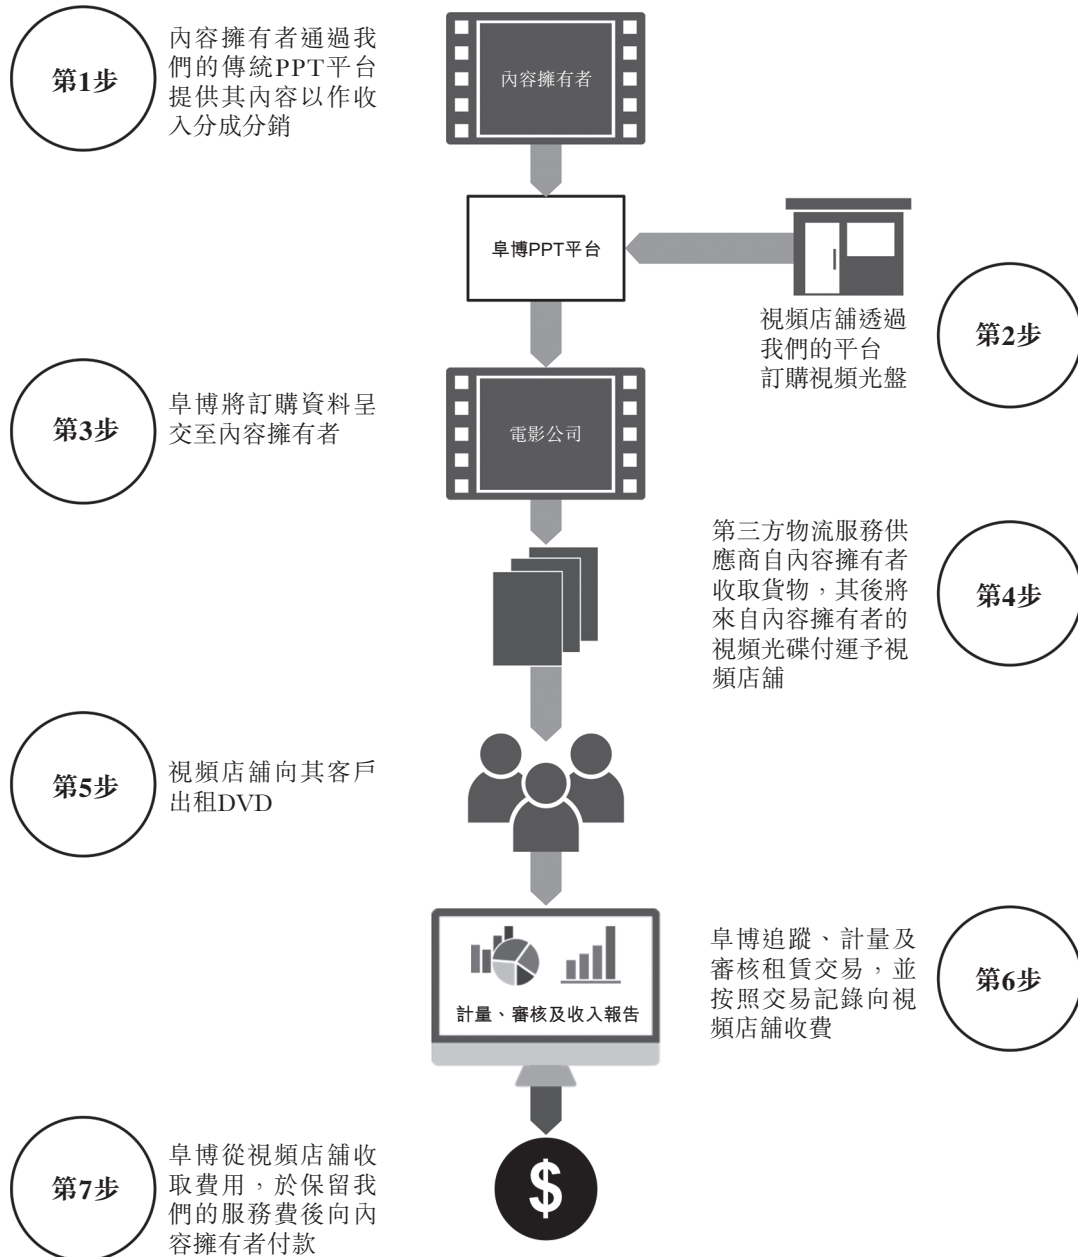 第1步
內容擁有者通過我
們的傳統PPT平台
提供其內容以作收
入分成分銷
內容擁有者
阜博PPT平台
視頻店舖透過
我們的平台
訂購視頻光盤
第2步
第3步
阜博將訂購資料呈
交至內容擁有者
電影公司
第三方物流服務供
應商自內容擁有者
收取貨物，其後將
來自內容擁有者的
視頻光碟付運予視
頻店舖
第4步
第5步
視頻店舖向其客戶
出租DVD
計量、審核及收入報告
阜博追蹤、計量及
審核租賃交易，並
按照交易記錄向視
頻店舖收費
第6步
第7步
阜博從視頻店舖收
取費用，於保留我
們的服務費後向內
容擁有者付款
$